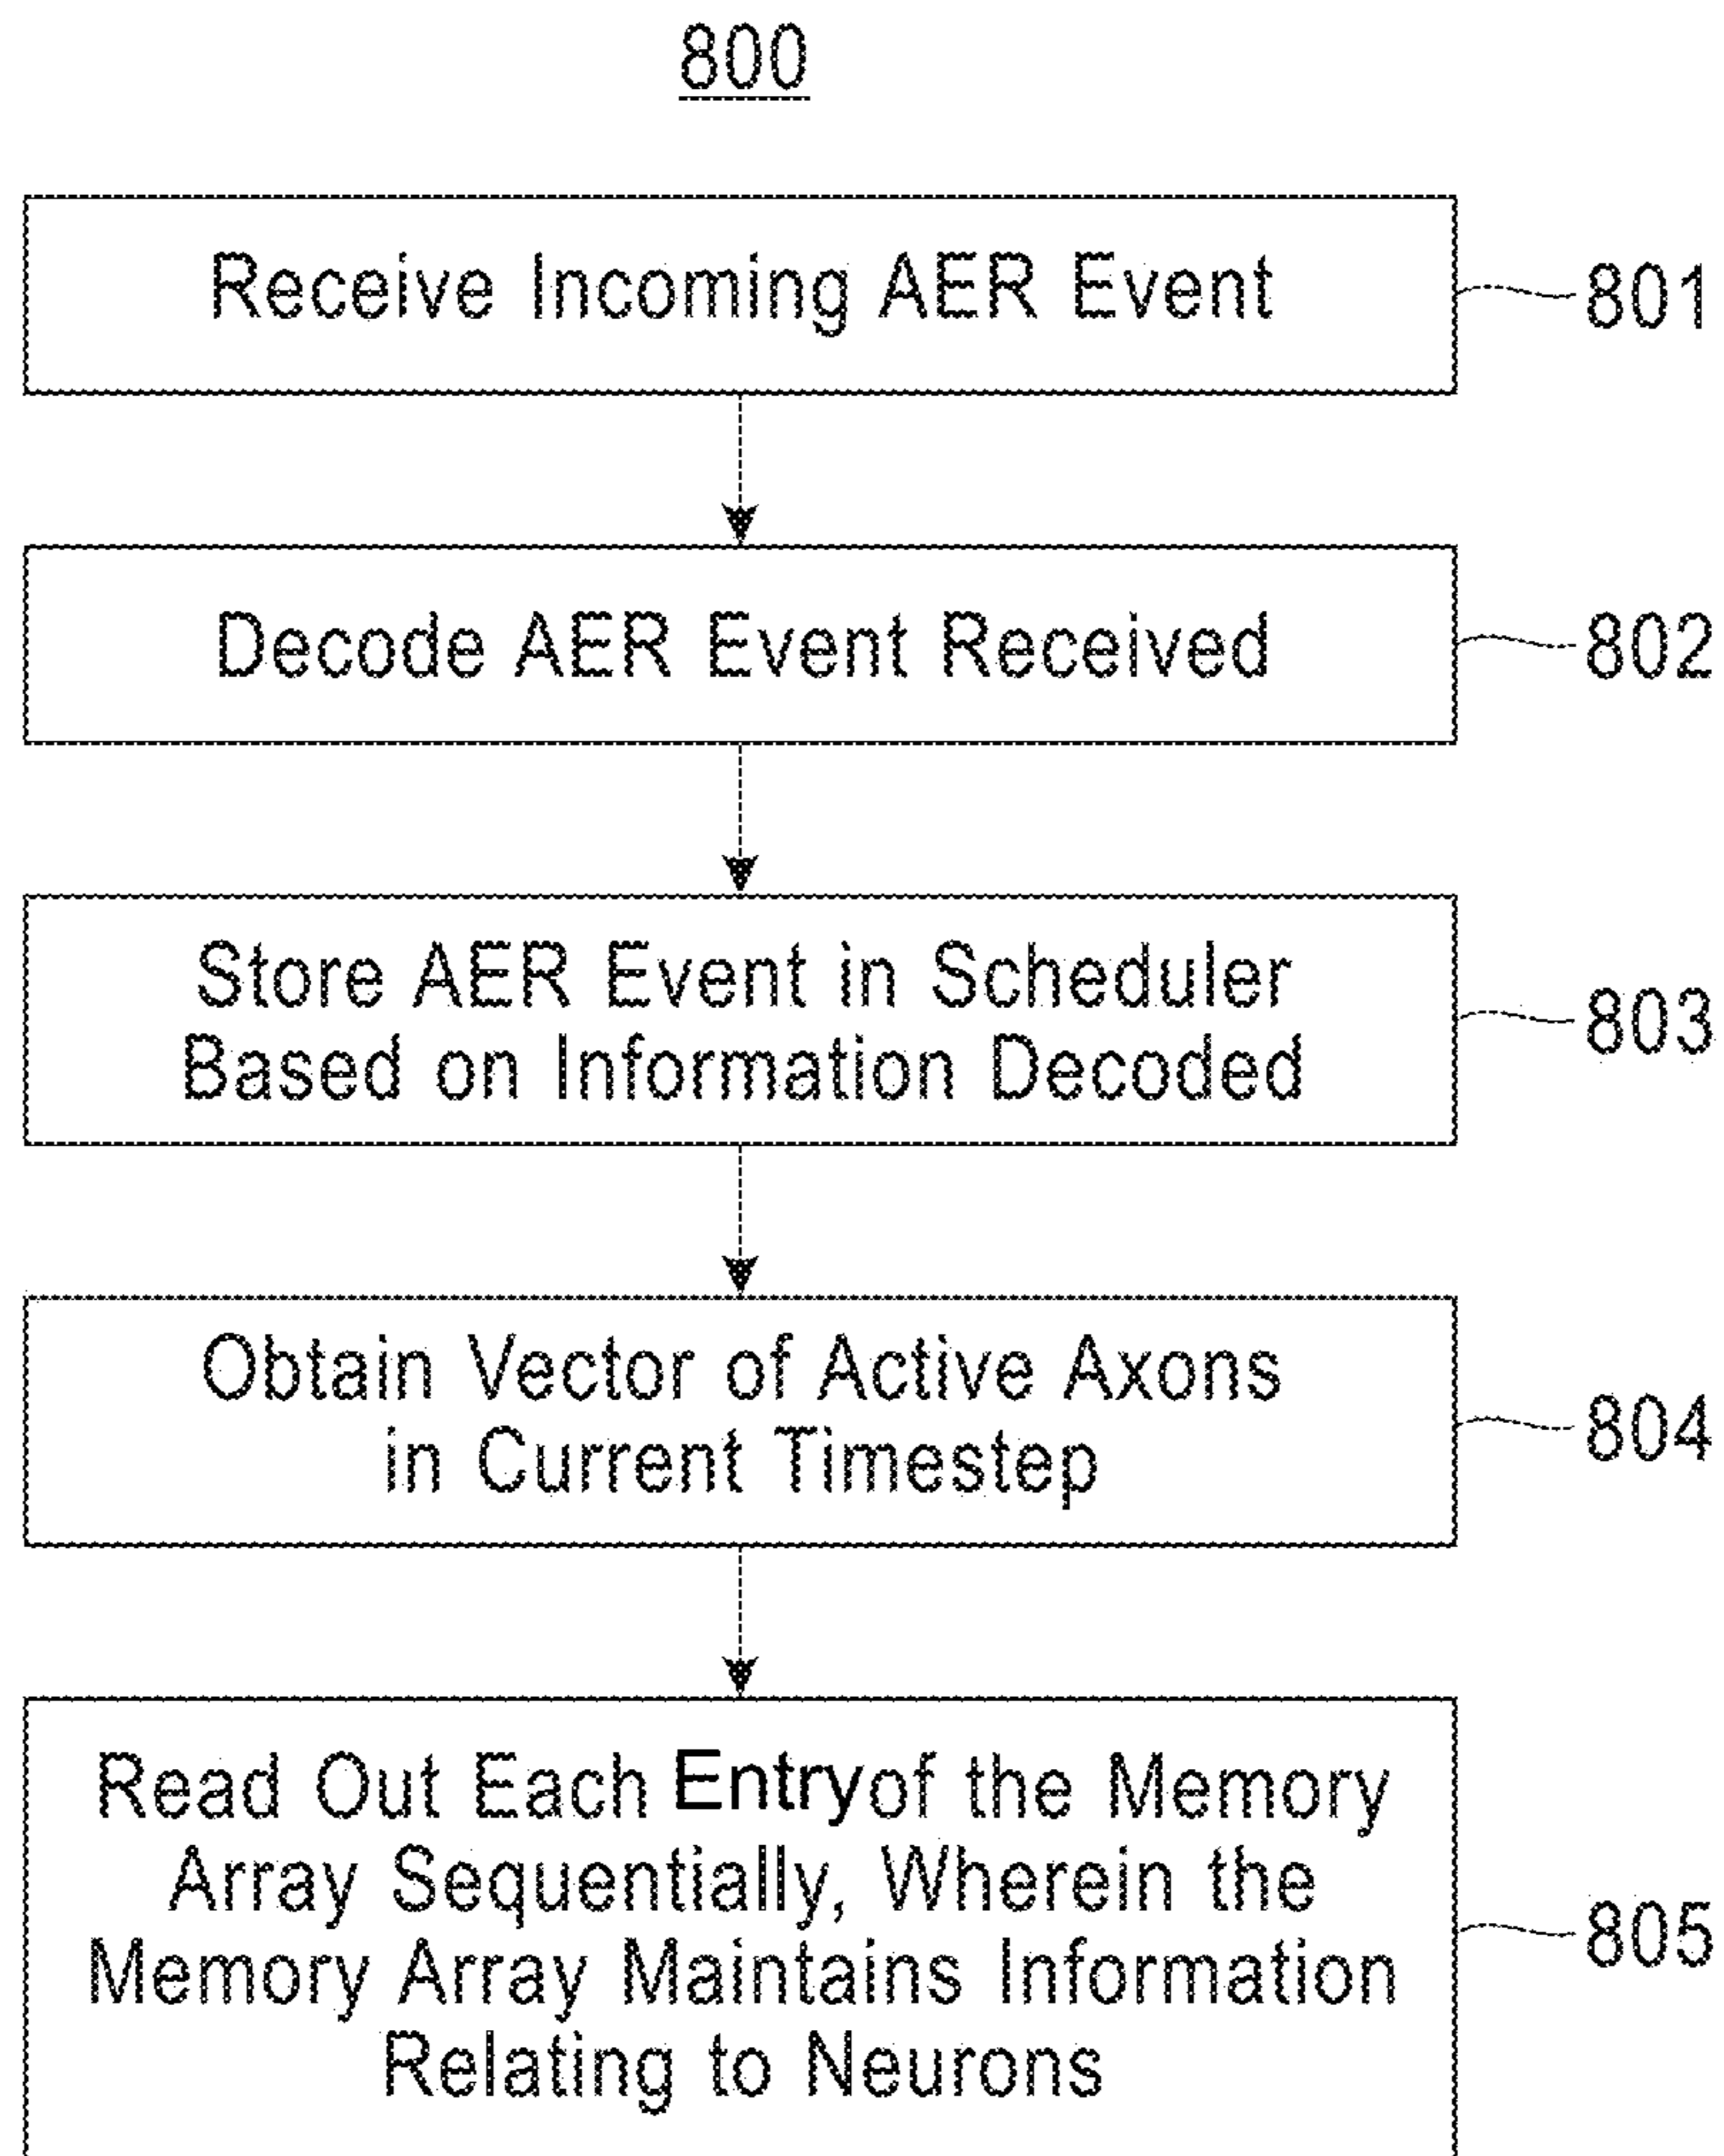 800
Receive Incoming AER Event
801
Decode AER Event Received
802
Store AER Event in Scheduler
Based on Information Decoded
803
Obtain Vector of Active Axons
in Current Timestep
804
Read Out Each Entry of the Memory
Array Sequentially, Wherein the
Memory Array Maintains Information
Relating to Neurons
805